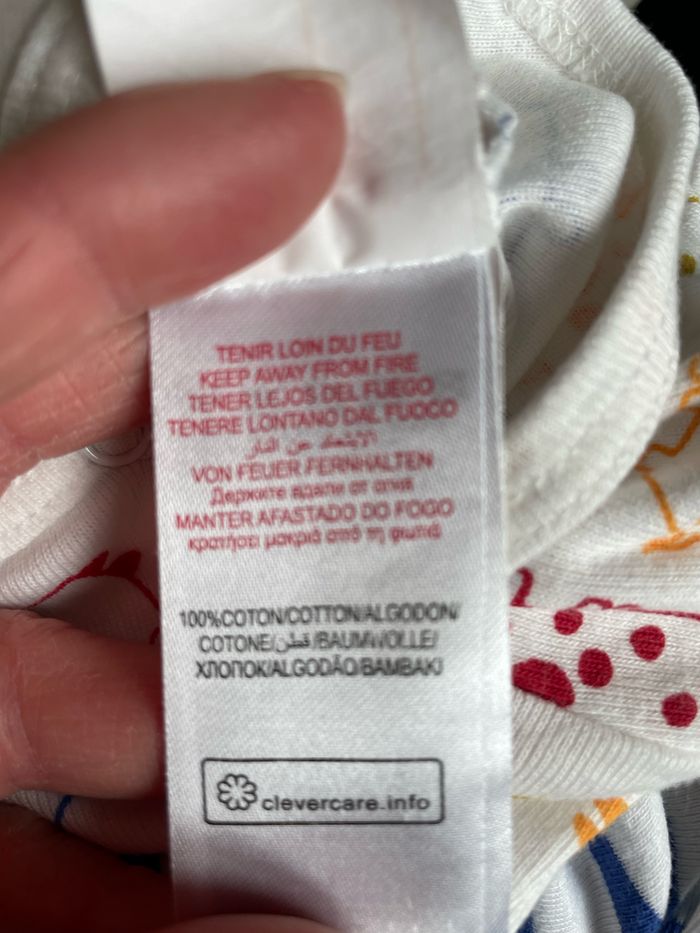 TENIR LOIN DU FEU
KEEP AWAY FROM FIRE
TENER LEJOS DEL FUEGO
TENERE LONTANO DAL FUOCO
الابتعاد عن النار
VON FEUER FERNHALTEN
Держите вдали от огня
MANTER AFASTADO DO FOGO
κρατήσει μακριά από τη φωτιά
100%COTON/COTTON/ALGODON/
COTONE/قطن/BAUMWOLLE/
ХЛОПОК/ALGODÃO/BAMBAKI
clevercare.info